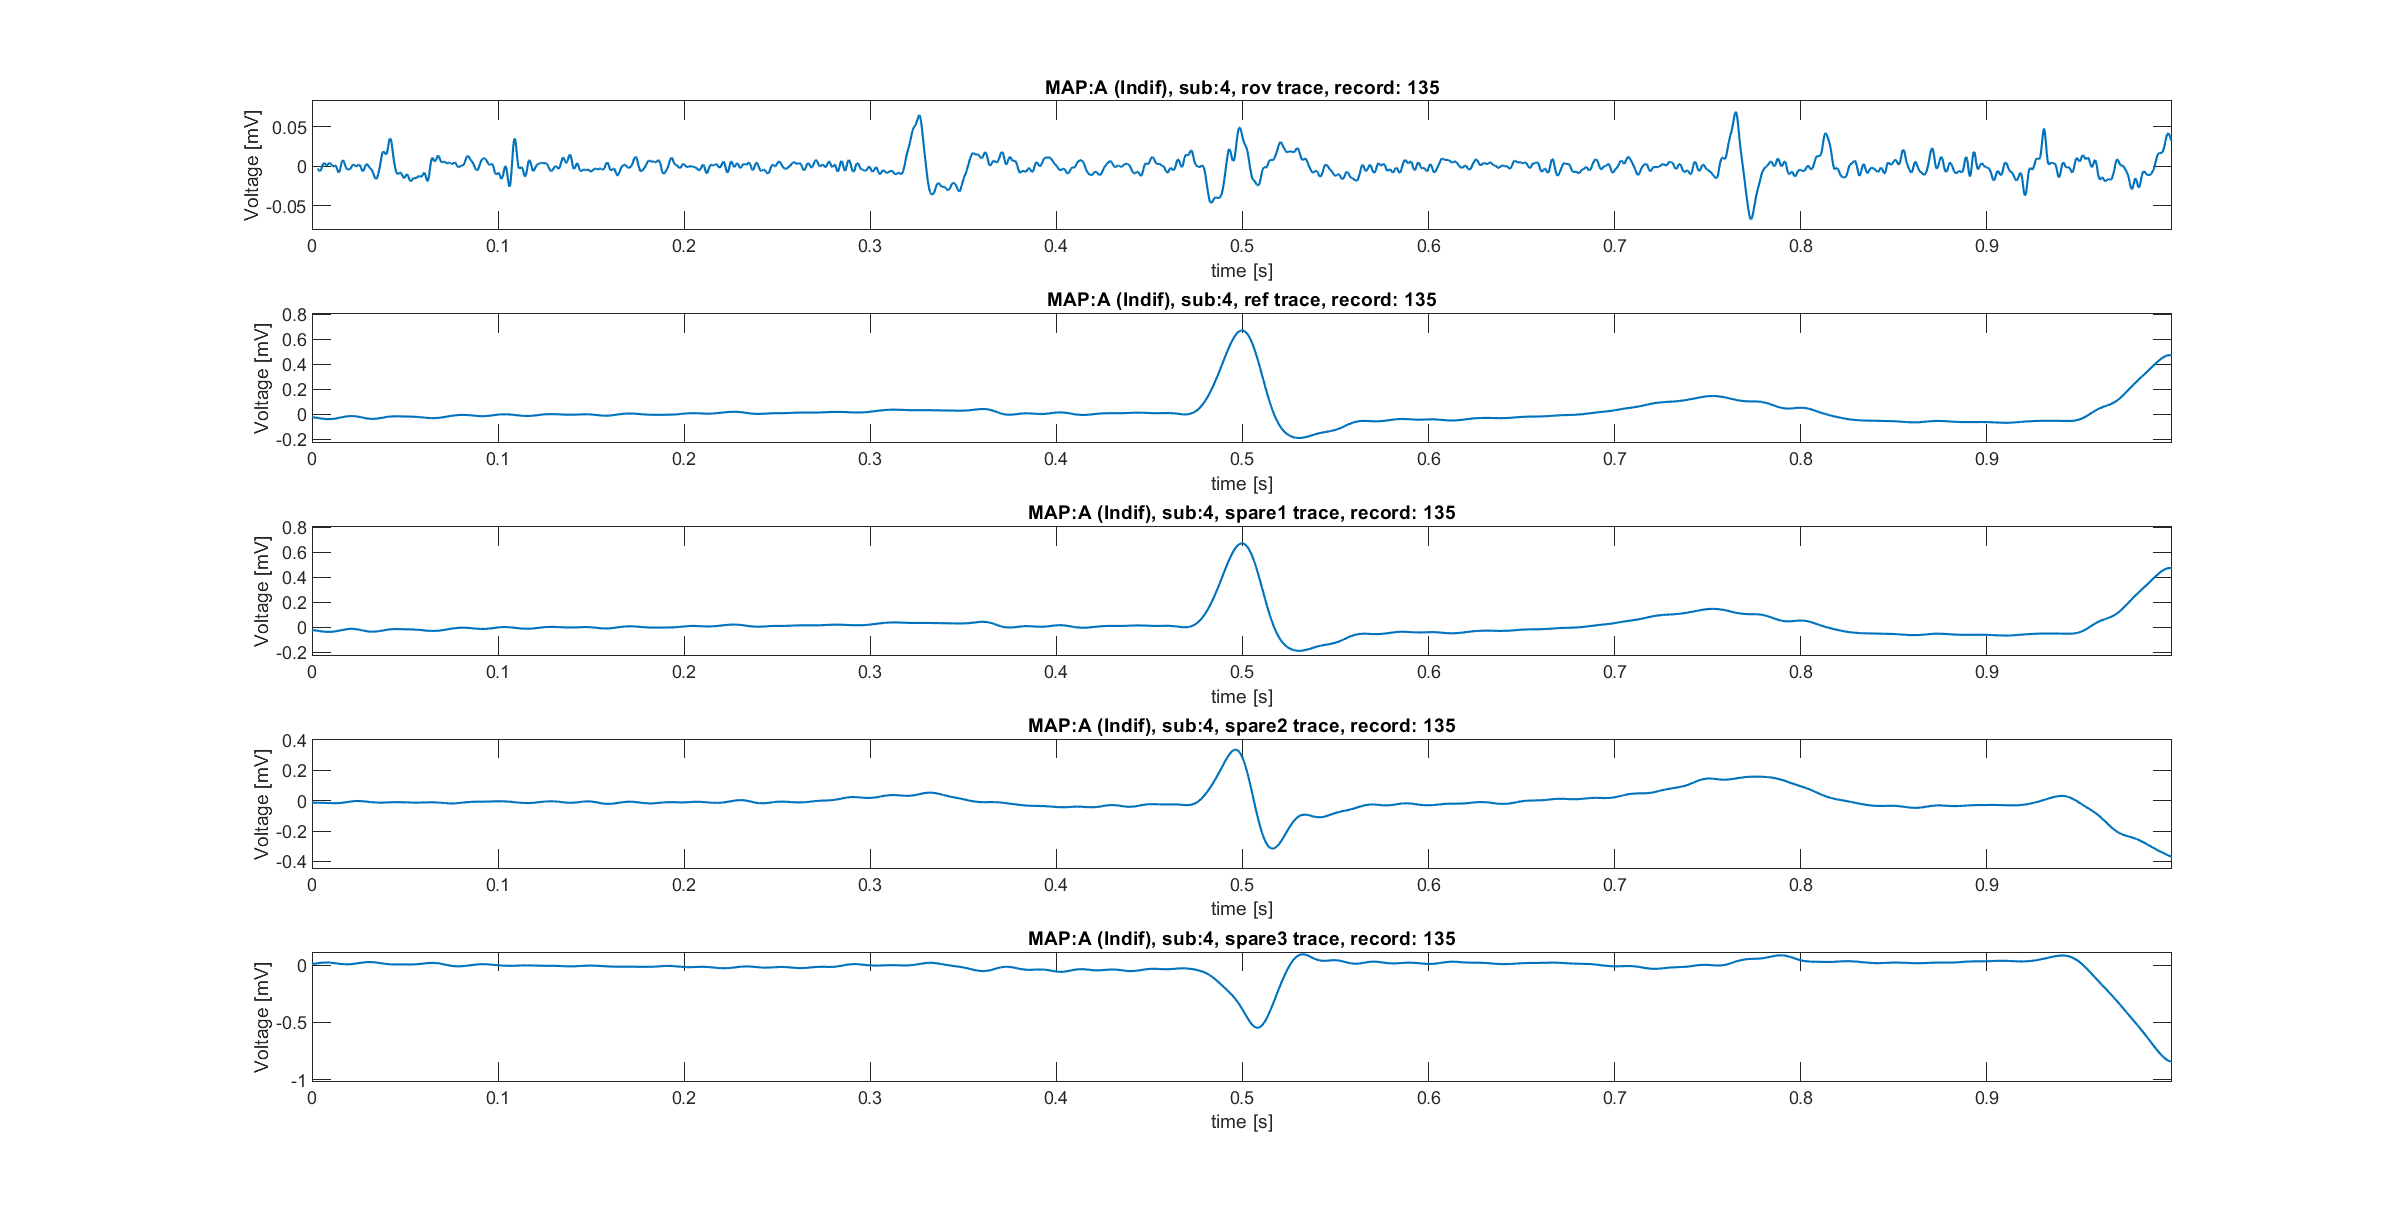 MAP:A (Indif), sub:4, rov trace, record: 135
Voltage [mV]
0.05
0
-0.05
0 0.1 0.2 0.3 0.4 0.5 0.6 0.7 0.8 0.9
time [s]
MAP:A (Indif), sub:4, ref trace, record: 135
Voltage [mV]
0.8
0.6
0.4
0.2
0
-0.2
0 0.1 0.2 0.3 0.4 0.5 0.6 0.7 0.8 0.9
time [s]
MAP:A (Indif), sub:4, spare1 trace, record: 135
Voltage [mV]
0.8
0.6
0.4
0.2
0
-0.2
0 0.1 0.2 0.3 0.4 0.5 0.6 0.7 0.8 0.9
time [s]
MAP:A (Indif), sub:4, spare2 trace, record: 135
Voltage [mV]
0.4
0.2
0
-0.2
-0.4
0 0.1 0.2 0.3 0.4 0.5 0.6 0.7 0.8 0.9
time [s]
MAP:A (Indif), sub:4, spare3 trace, record: 135
Voltage [mV]
0
-0.5
-1
0 0.1 0.2 0.3 0.4 0.5 0.6 0.7 0.8 0.9
time [s]